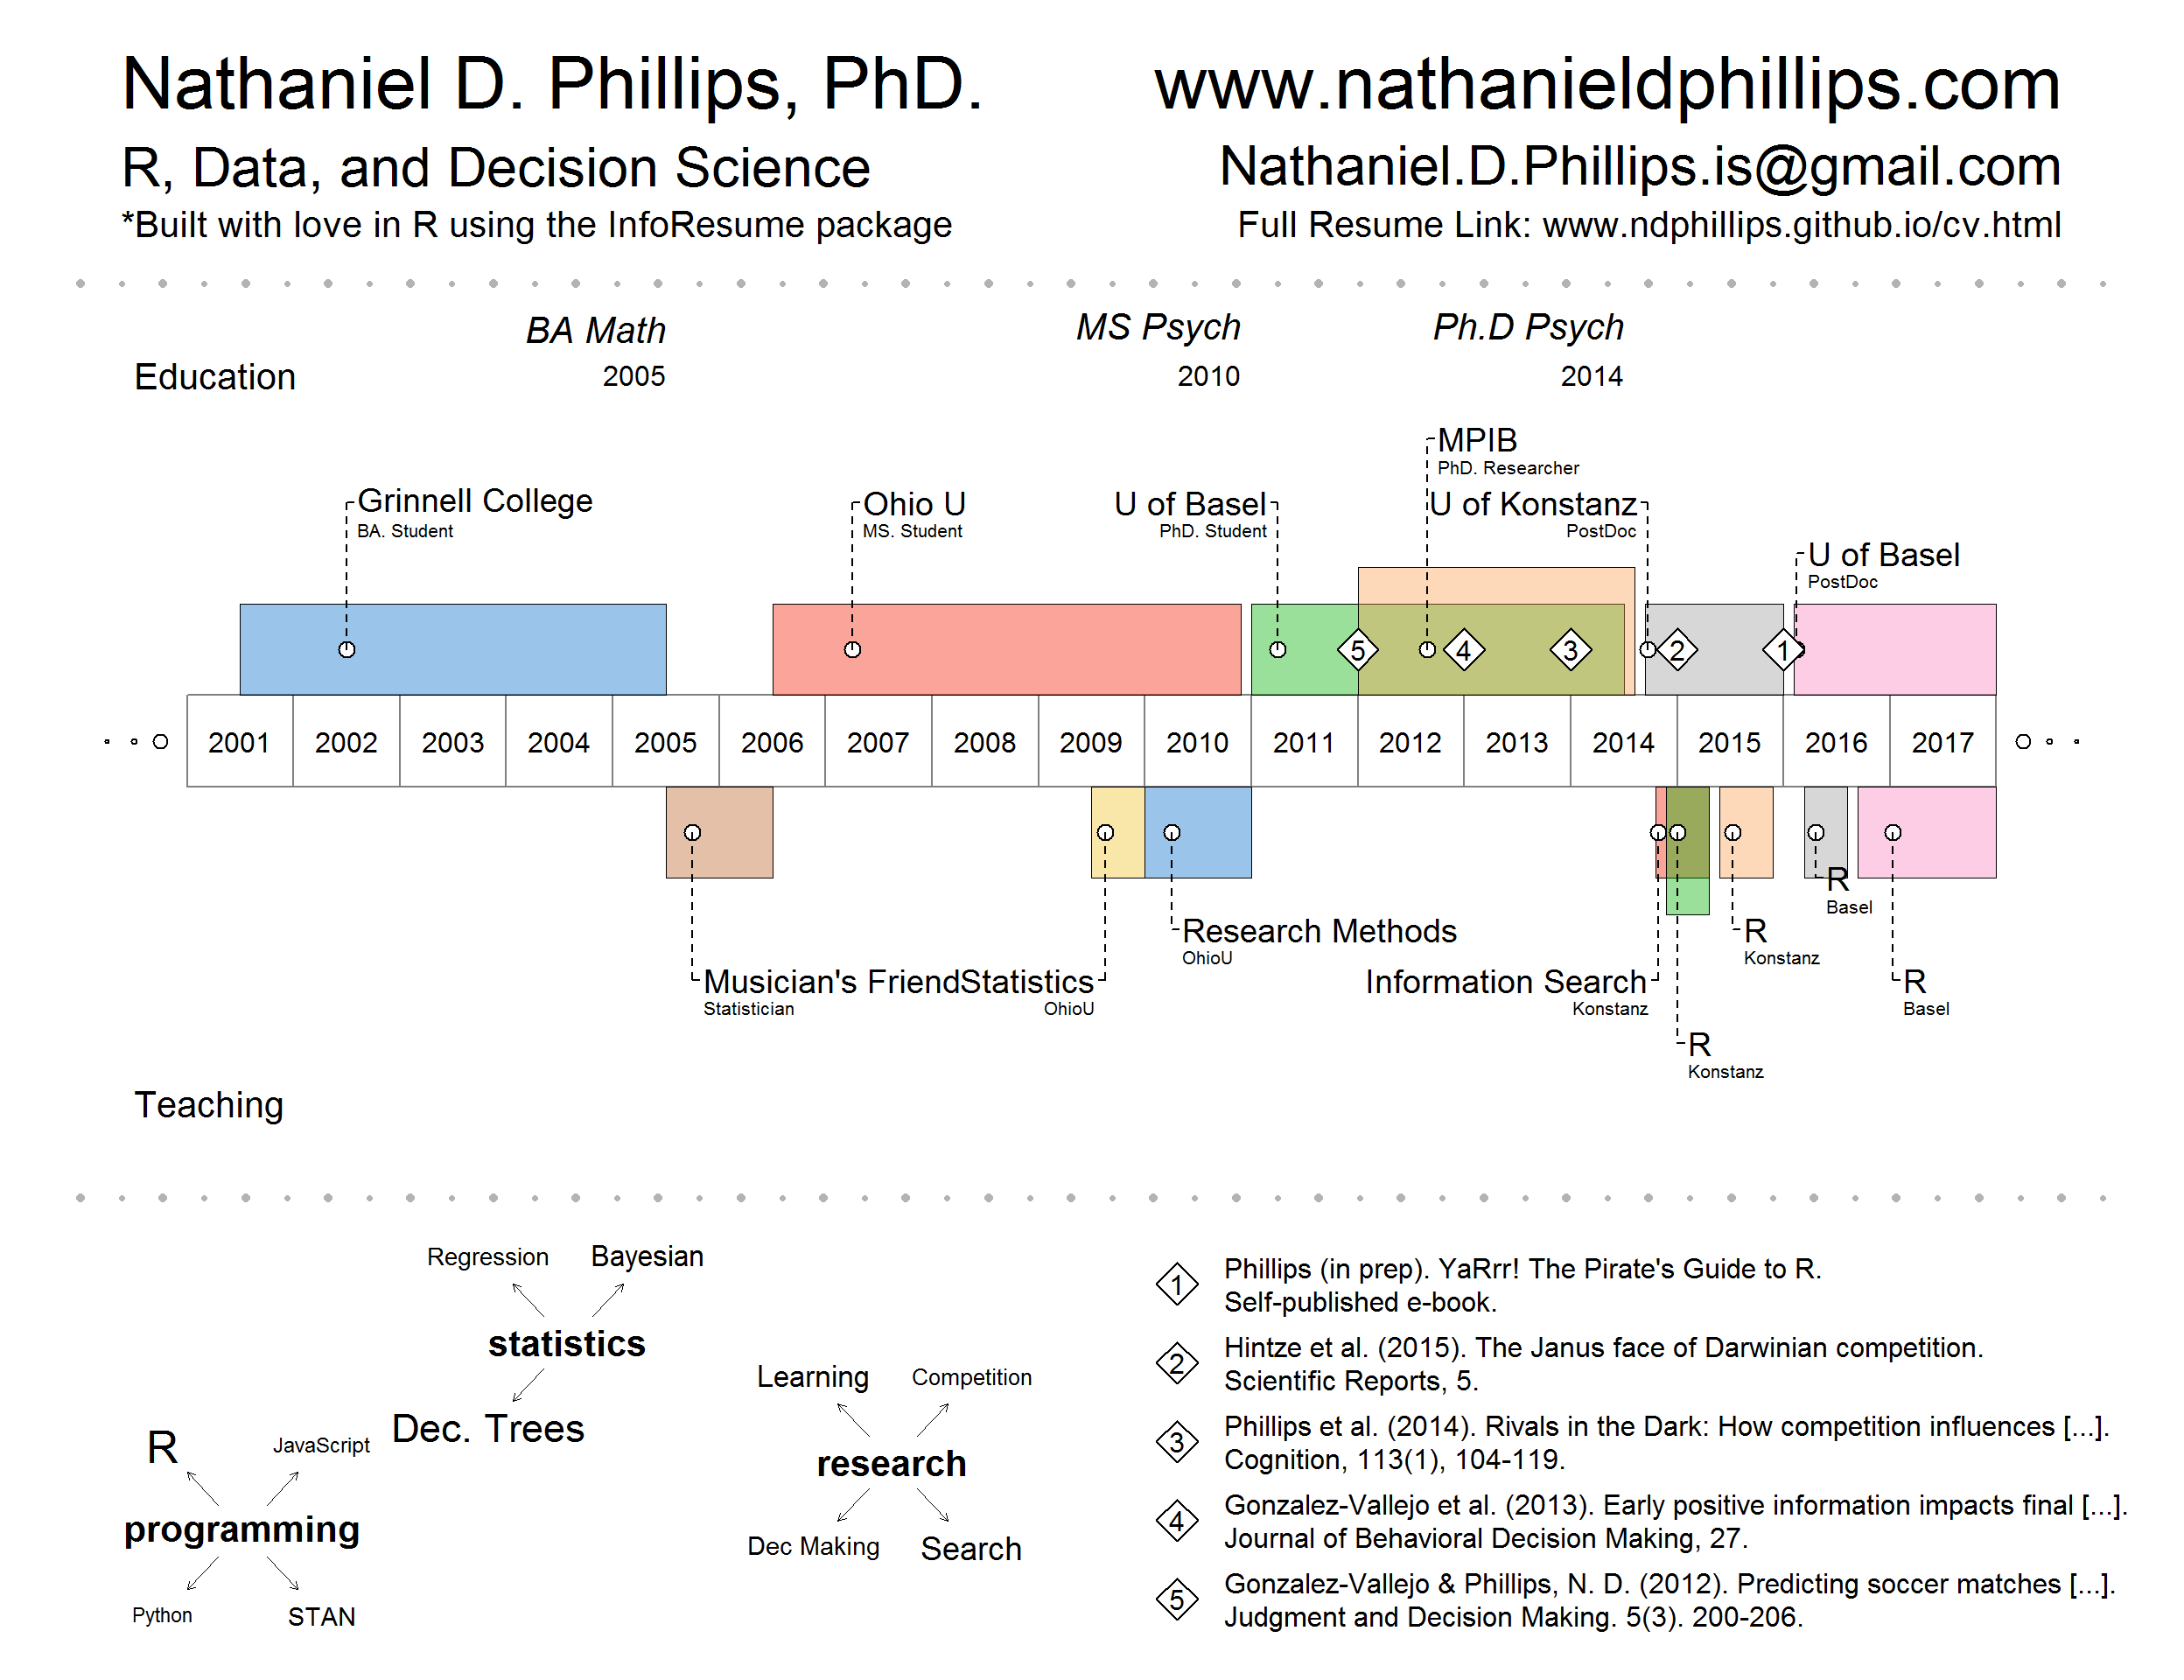 Nathaniel D. Phillips, PhD.
www.nathanieldphillips.com
R, Data, and Decision Science
Nathaniel.D.Phillips.is@gmail.com
*Built with love in R using the InfoResume package
Full Resume Link: www.ndphillips.github.io/cv.html
BA Math
MS Psych
Ph.D Psych
Education
2005
2010
2014
MPIB
PhD. Researcher
Grinnell College
BA. Student
Ohio U
MS. Student
U of Basel
PhD. Student
U of Konstanz
PostDoc
U of Basel
PostDoc
5
4
3
2
1
2001 2002 2003 2004 2005 2006 2007 2008 2009 2010 2011 2012 2013 2014 2015 2016 2017
R
Basel
Research Methods
OhioU
R
Konstanz
Musician's Friend
Statistician
Statistics
OhioU
Information Search
Konstanz
R
Basel
R
Konstanz
Teaching
Regression
Bayesian
statistics
Dec. Trees
Learning
Competition
research
Dec Making
Search
R
JavaScript
programming
Python
STAN
1
Phillips (in prep). YaRrr! The Pirate's Guide to R.
Self-published e-book.
2
Hintze et al. (2015). The Janus face of Darwinian competition.
Scientific Reports, 5.
3
Phillips et al. (2014). Rivals in the Dark: How competition influences [...].
Cognition, 113(1), 104-119.
4
Gonzalez-Vallejo et al. (2013). Early positive information impacts final [...].
Journal of Behavioral Decision Making, 27.
5
Gonzalez-Vallejo & Phillips, N. D. (2012). Predicting soccer matches [...].
Judgment and Decision Making. 5(3). 200-206.